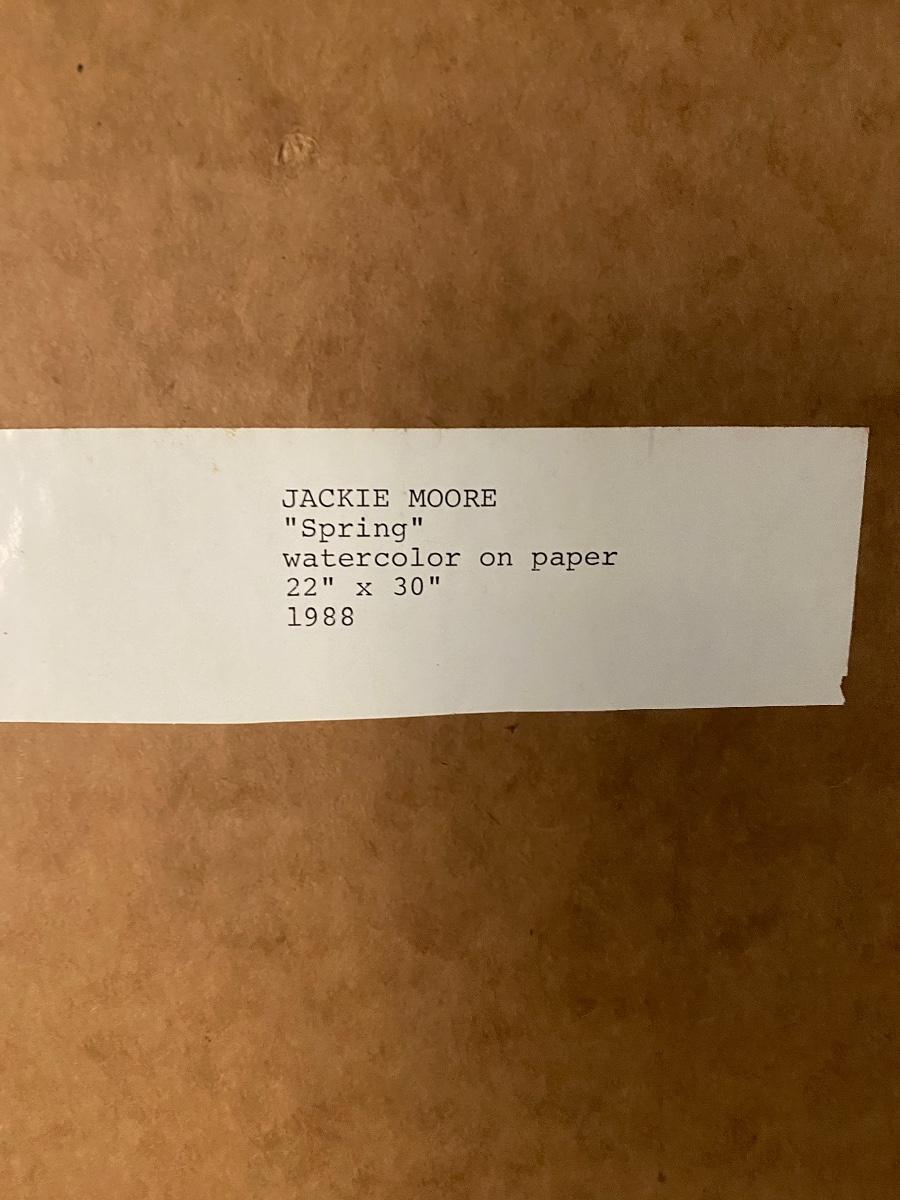 JACKIE MOORE
"Spring"
watercolor on paper
22" x 30"
1988